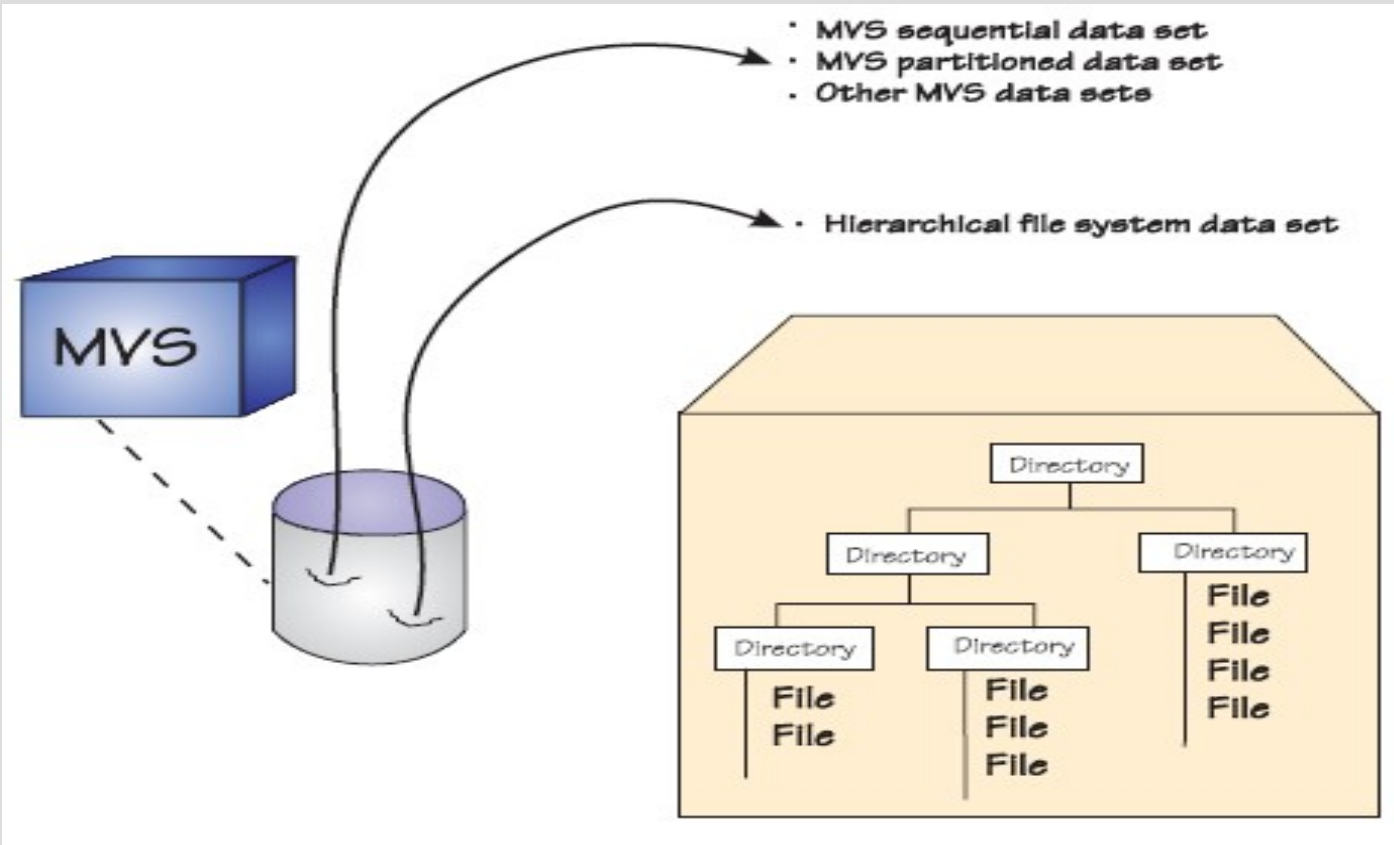 · MVS sequential data set
· MVS partitioned data set
· Other MVS data sets
· Hierarchical file system data set
MVS
Directory
Directory
Directory
File
File
File
File
Directory
File
File
Directory
File
File
File